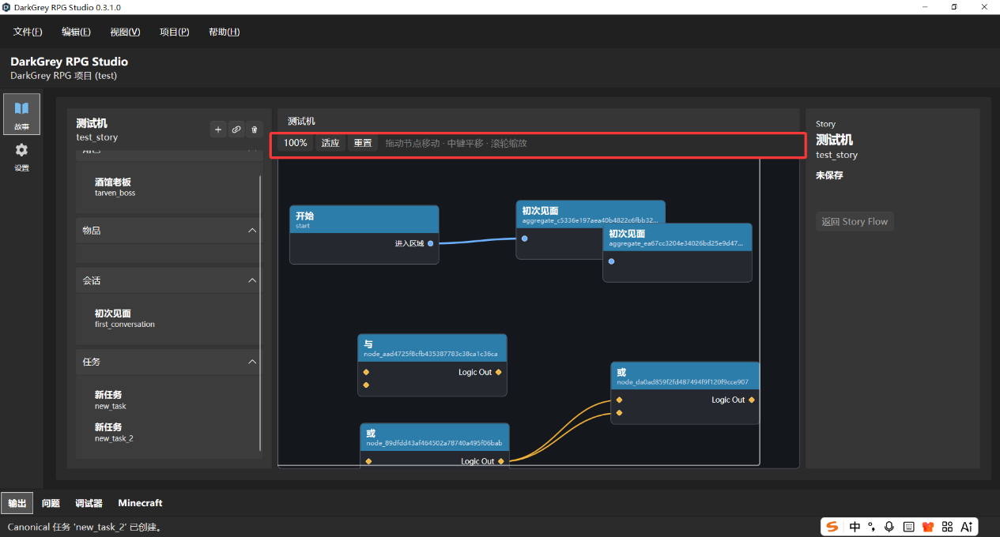 DarkGrey RPG Studio 0.3.1.0
文件(F) 编辑(E) 视图(V) 项目(P) 帮助(H)
DarkGrey RPG Studio
DarkGrey RPG 项目 (test)
故事
设置
测试机
test_story
角色
酒馆老板
tarven_boss
物品
会话
初次见面
first_conversation
任务
新任务
new_task
新任务
new_task_2
测试机
100% 适应 重置 拖动节点移动 · 中键平移 · 滚轮缩放
开始
start
进入区域
初次见面
aggregate_c5336e197aea40b4822c6fbb32...
初次见面
aggregate_ea67cc3204e34026bd25e9d47...
与
node_aad4725f8cfb435387783c38ca1c36ca
Logic Out
或
node_da0ad859f2fd487494f9f120f9cce907
Logic Out
或
node_89dfdd43af464502a78740a495f06bab
Logic Out
Story
测试机
test_story
未保存
返回 Story Flow
输出 问题 调试器 Minecraft
Canonical 任务 'new_task_2' 已创建。
中